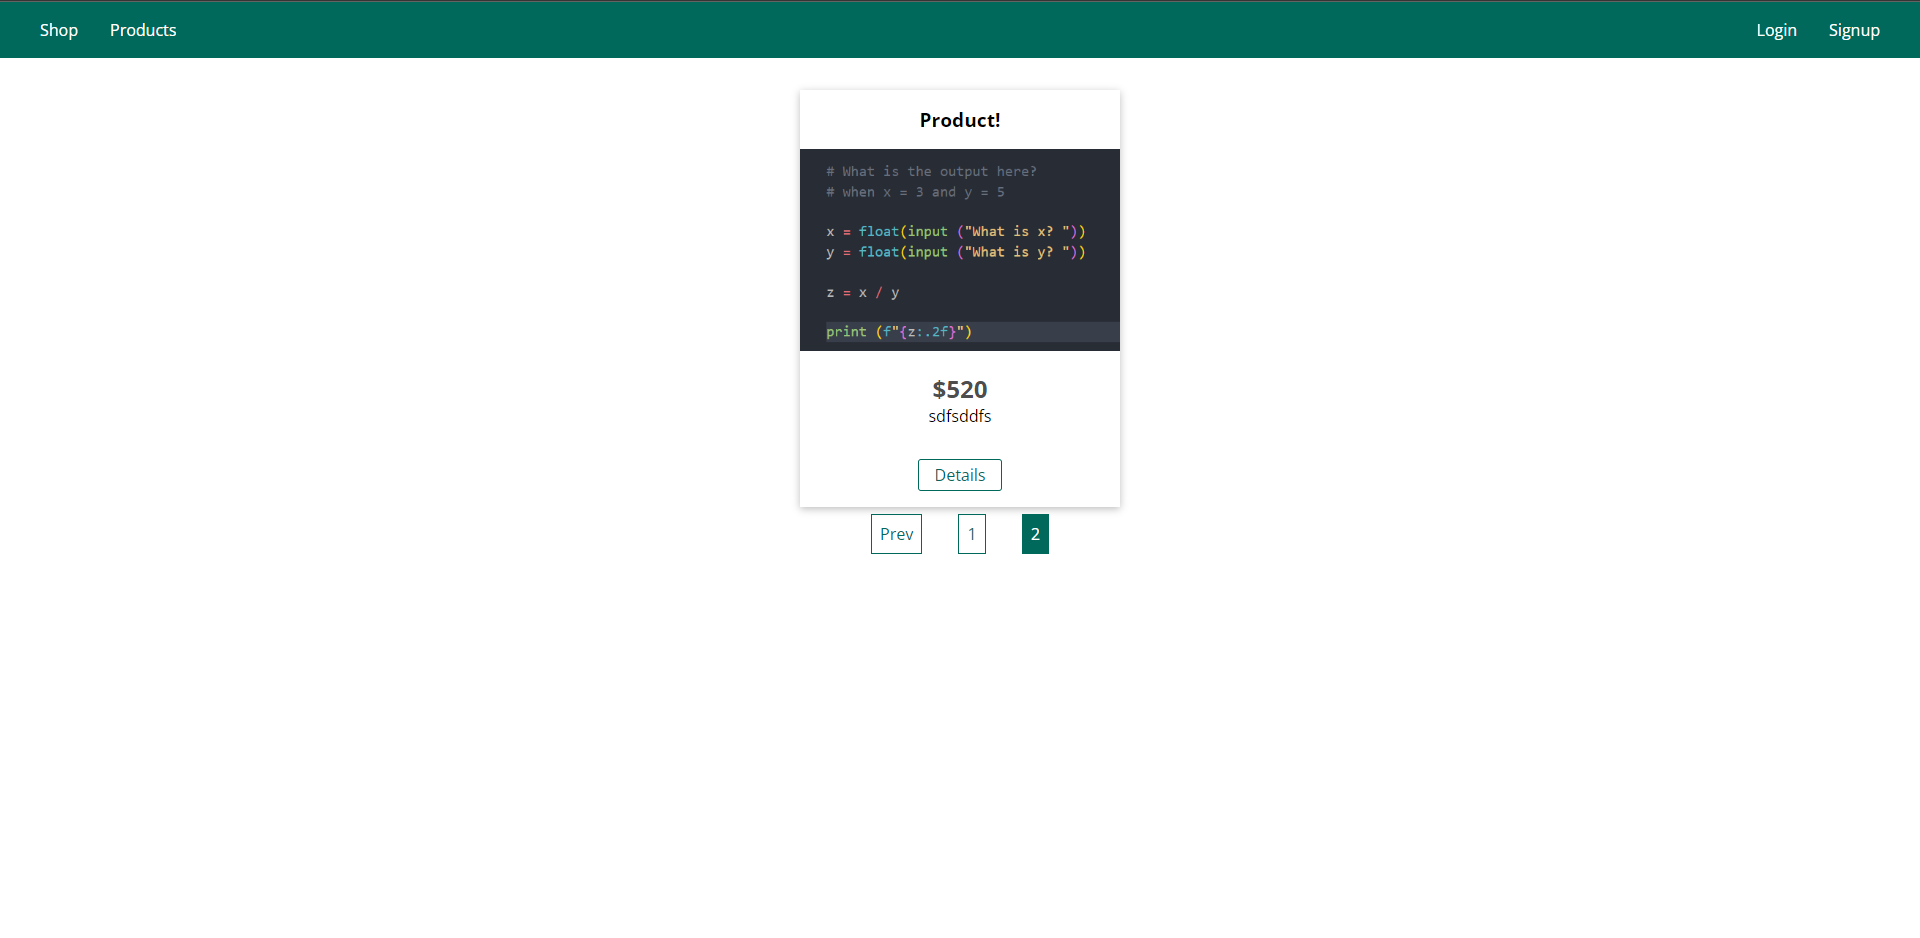 Shop Products Login Signup
Product!
# What is the output here?
# when x = 3 and y = 5
x = float(input ("What is x? "))
y = float(input ("What is y? "))
z = x / y
print (f"{z:.2f}")
$520
sdfsddfs
Details
Prev 1 2